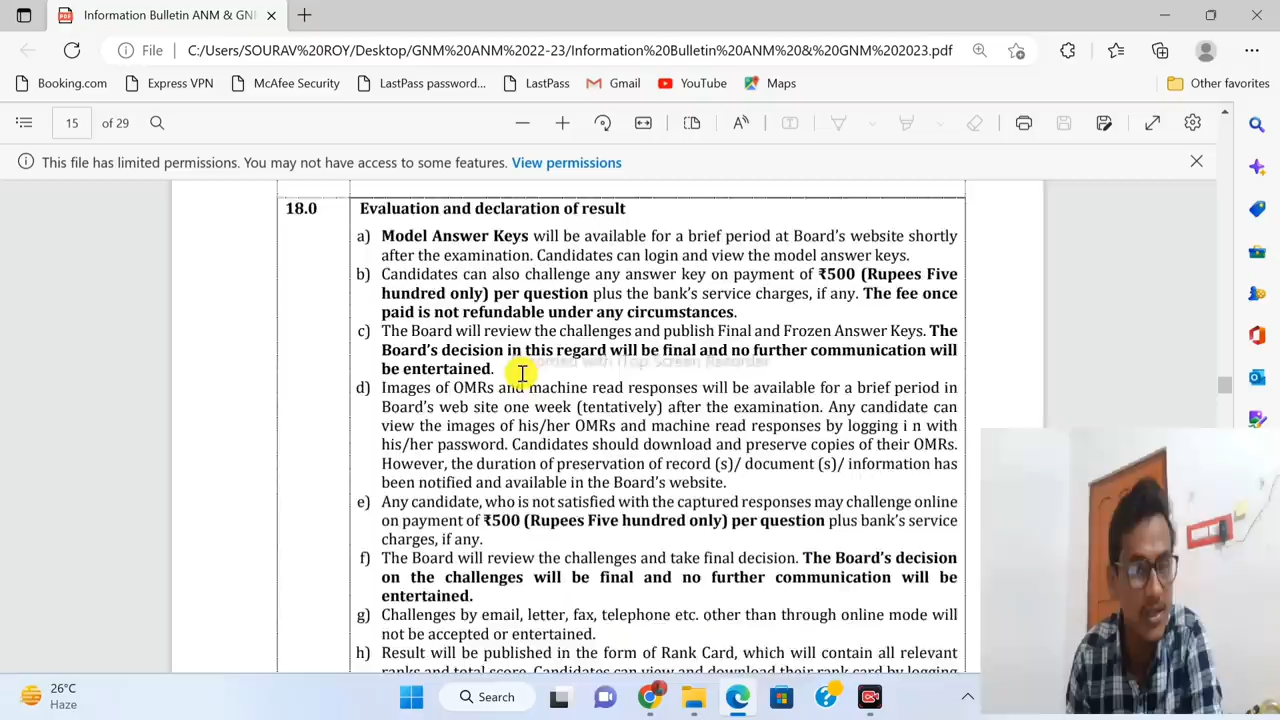 Information Bulletin ANM & GN
File C:/Users/SOURAV%20ROY/Desktop/GNM%20ANM%2022-23/Information%20Bulletin%20ANM%20&%20GNM%202023.pdf
Booking.com Express VPN McAfee Security LastPass password... LastPass Gmail YouTube Maps Other favorites
15 of 29
This file has limited permissions. You may not have access to some features. View permissions
18.0 Evaluation and declaration of result
a) Model Answer Keys will be available for a brief period at Board's website shortly
after the examination. Candidates can login and view the model answer keys.
b) Candidates can also challenge any answer key on payment of ₹500 (Rupees Five
hundred only) per question plus the bank's service charges, if any. The fee once
paid is not refundable under any circumstances.
c) The Board will review the challenges and publish Final and Frozen Answer Keys. The
Board's decision in this regard will be final and no further communication will
be entertained.
d) Images of OMRs and machine read responses will be available for a brief period in
Board's web site one week (tentatively) after the examination. Any candidate can
view the images of his/her OMRs and machine read responses by logging i n with
his/her password. Candidates should download and preserve copies of their OMRs.
However, the duration of preservation of record (s)/ document (s)/ information has
been notified and available in the Board's website.
e) Any candidate, who is not satisfied with the captured responses may challenge online
on payment of ₹500 (Rupees Five hundred only) per question plus bank's service
charges, if any.
f) The Board will review the challenges and take final decision. The Board's decision
on the challenges will be final and no further communication will be
entertained.
g) Challenges by email, letter, fax, telephone etc. other than through online mode will
not be accepted or entertained.
h) Result will be published in the form of Rank Card, which will contain all relevant
ranks and total score. Candidates can view and download their rank card by logging
26°C
Haze
Search